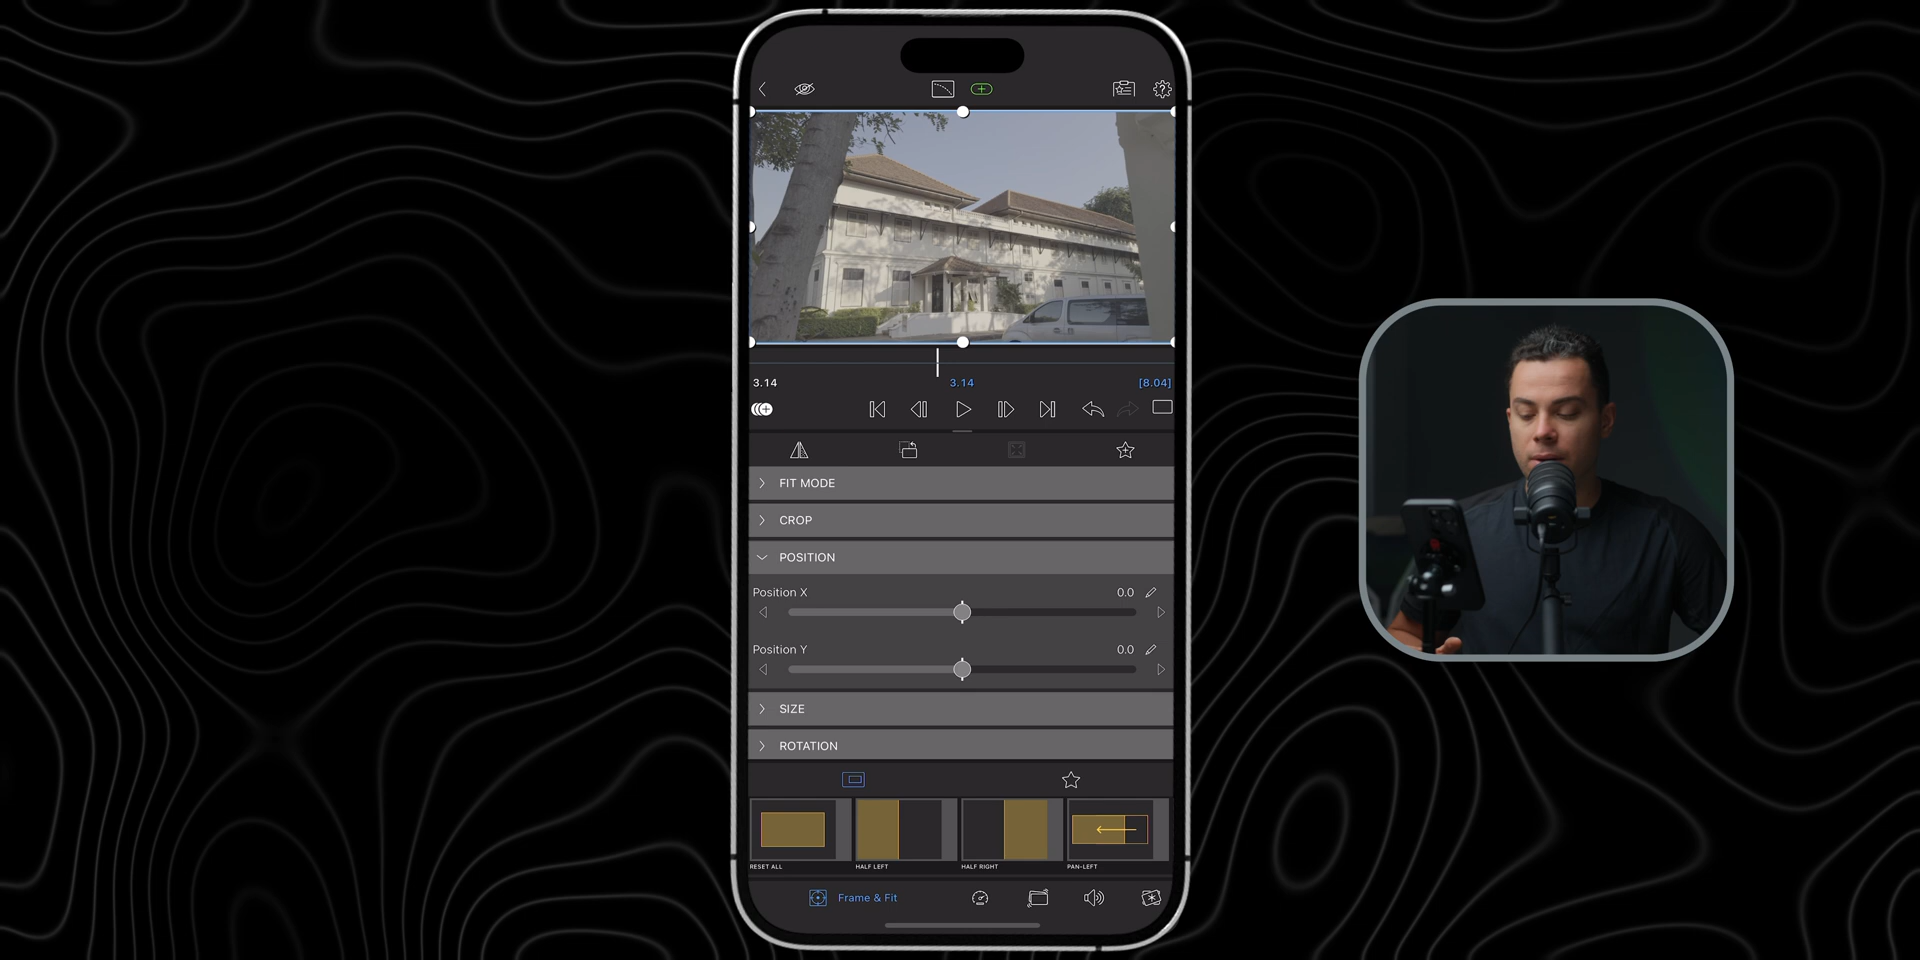 3.14
3.14
[8.04]
FIT MODE
CROP
POSITION
Position X
0.0
Position Y
0.0
SIZE
ROTATION
RESET ALL
HALF LEFT
HALF RIGHT
PAN-LEFT
Frame & Fit